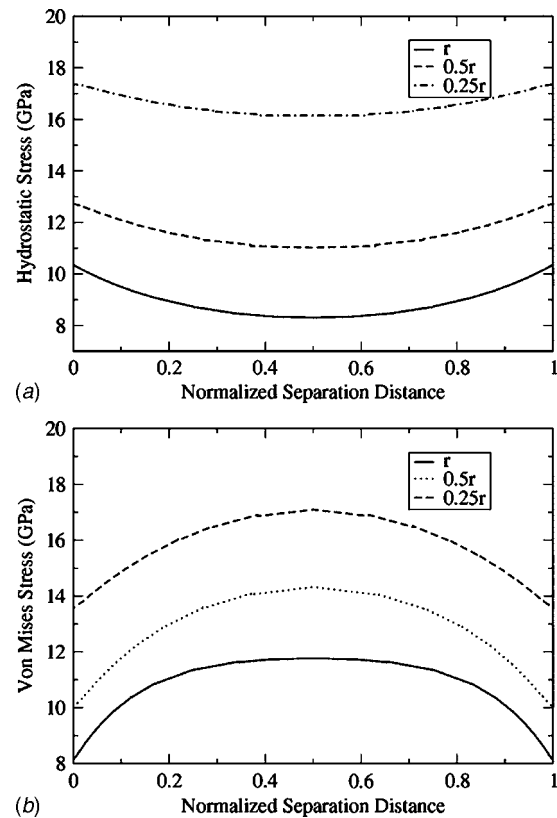 20
18
16
14
12
10
8
Hydrostatic Stress (GPa)
r
0.5r
0.25r
0 0.2 0.4 0.6 0.8 1
Normalized Separation Distance
(a)
20
18
16
14
12
10
8
Von Mises Stress (GPa)
r
0.5r
0.25r
0 0.2 0.4 0.6 0.8 1
Normalized Separation Distance
(b)